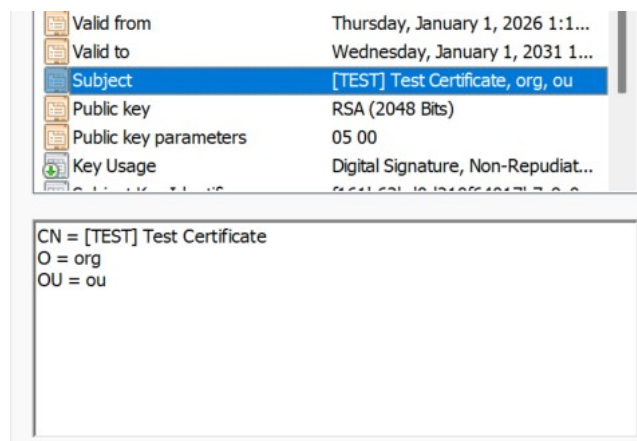 Valid from Thursday, January 1, 2026 1:1...
Valid to Wednesday, January 1, 2031 1...
Subject [TEST] Test Certificate, org, ou
Public key RSA (2048 Bits)
Public key parameters 05 00
Key Usage Digital Signature, Non-Repudiat...
CN = [TEST] Test Certificate
O = org
OU = ou